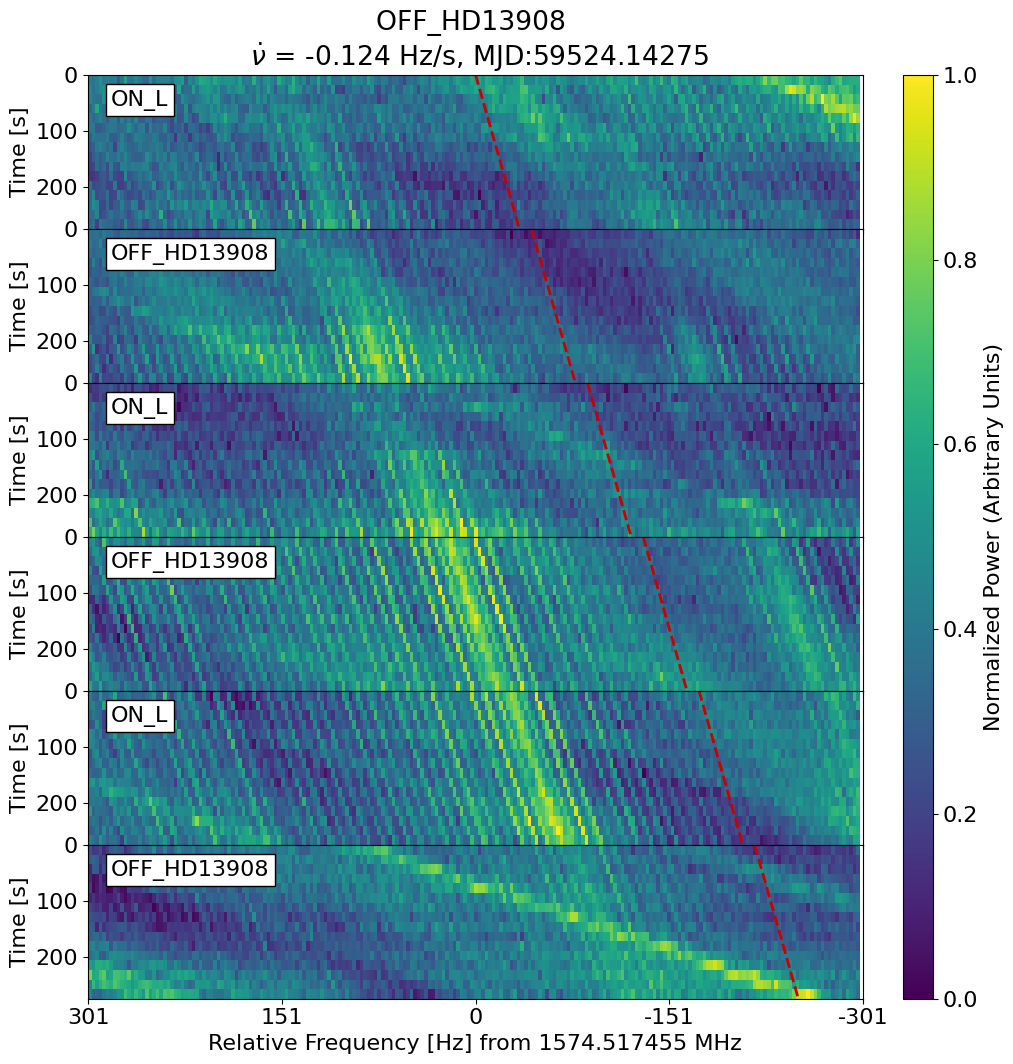 OFF_HD13908
ν̇ = -0.124 Hz/s, MJD:59524.14275
0
100
200
Time [s]
ON_L
0
100
200
Time [s]
OFF_HD13908
0
100
200
Time [s]
ON_L
0
100
200
Time [s]
OFF_HD13908
0
100
200
Time [s]
ON_L
0
100
200
Time [s]
OFF_HD13908
301
151
0
-151
-301
Relative Frequency [Hz] from 1574.517455 MHz
1.0
0.8
0.6
0.4
0.2
0.0
Normalized Power (Arbitrary Units)